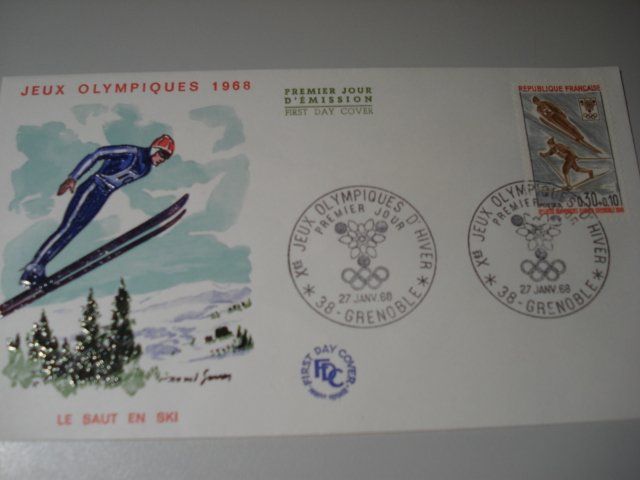 JEUX OLYMPIQUES 1968
PREMIER JOUR
D'ÉMISSION
FIRST DAY COVER
REPUBLIQUE FRANÇAISE
0,30+0,10
XES JEUX OLYMPIQUES D'HIVER
PREMIER JOUR
27 JANV. 68
* 38 - GRENOBLE *
XES JEUX OLYMPIQUES D'HIVER
PREMIER JOUR
27 JANV. 68
* 38 - GRENOBLE *
FIRST DAY COVER
FDC
LE SAUT EN SKI